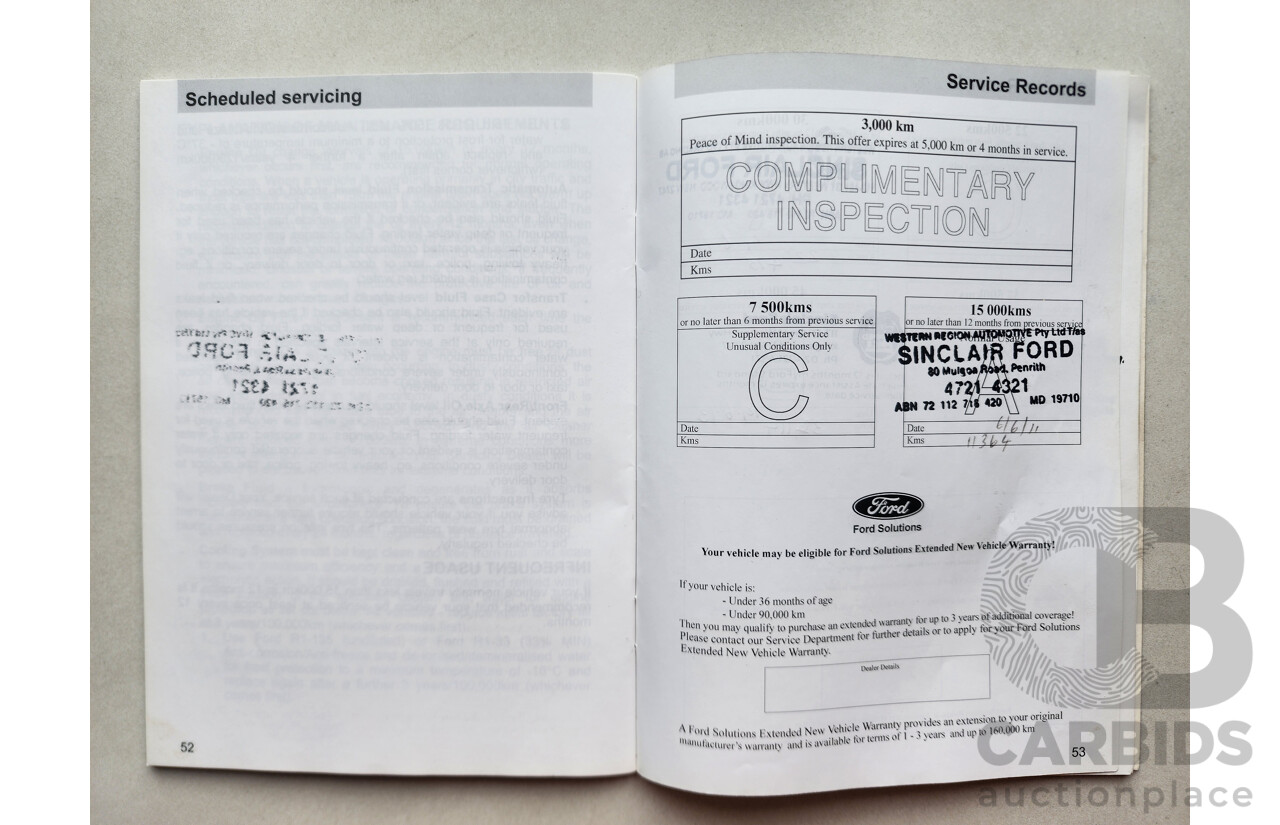 Scheduled servicing
52
Service Records
3,000 km
Peace of Mind inspection. This offer expires at 5,000 km or 4 months in service.
COMPLIMENTARY
INSPECTION
Date
Kms
7 500kms
or no later than 6 months from previous service
Supplementary Service
Unusual Conditions Only
C
Date
Kms
15 000kms
or no later than 12 months from previous service
Normal Usage
WESTERN REGION AUTOMOTIVE Pty Ltd T/as
SINCLAIR FORD
80 Mulgoa Road, Penrith
4721 4321
ABN 72 112 715 420 MD 19710
A
Date 6/6/11
Kms 11364
Ford
Ford Solutions
Your vehicle may be eligible for Ford Solutions Extended New Vehicle Warranty!
If your vehicle is:
- Under 36 months of age
- Under 90,000 km
Then you may qualify to purchase an extended warranty for up to 3 years of additional coverage!
Please contact our Service Department for further details or to apply for your Ford Solutions
Extended New Vehicle Warranty.
Dealer Details
A Ford Solutions Extended New Vehicle Warranty provides an extension to your original
manufacturer's warranty and is available for terms of 1 - 3 years and up to 160,000 km
53
CB
CARBIDS
auctionplace